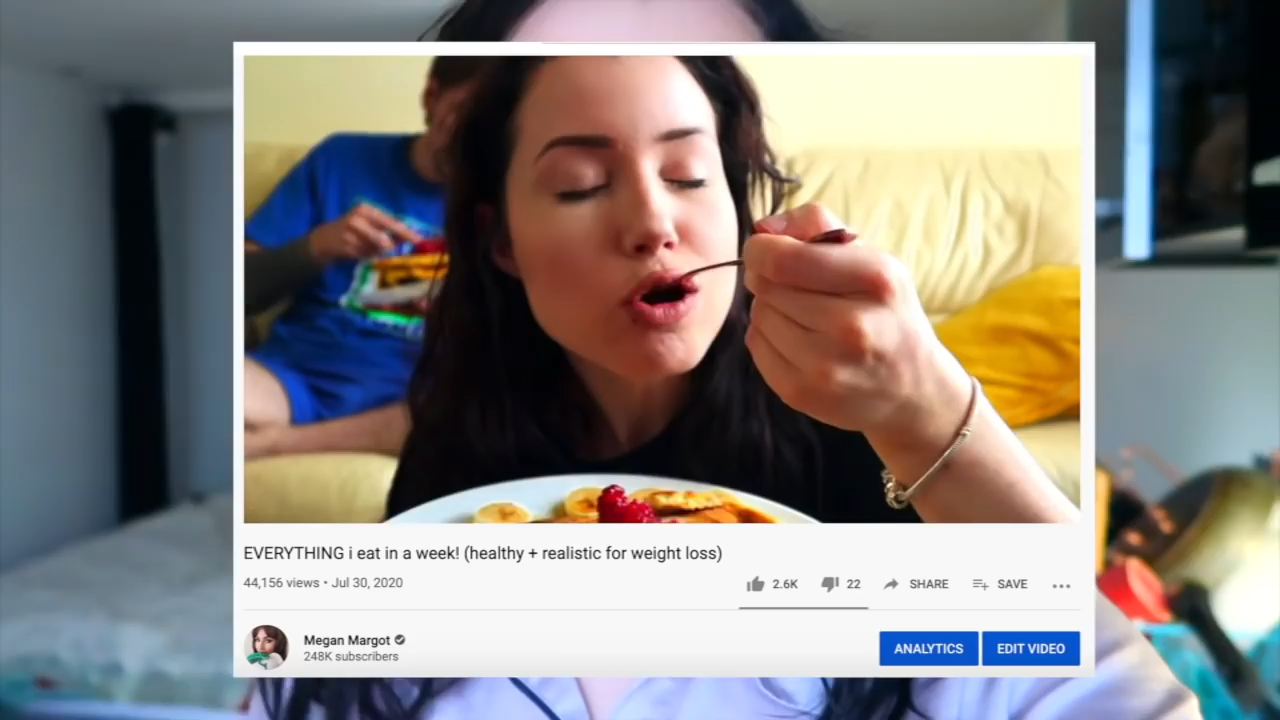 EVERYTHING i eat in a week! (healthy + realistic for weight loss)
44,156 views • Jul 30, 2020
2.6K 22 SHARE SAVE
Megan Margot
248K subscribers
ANALYTICS EDIT VIDEO